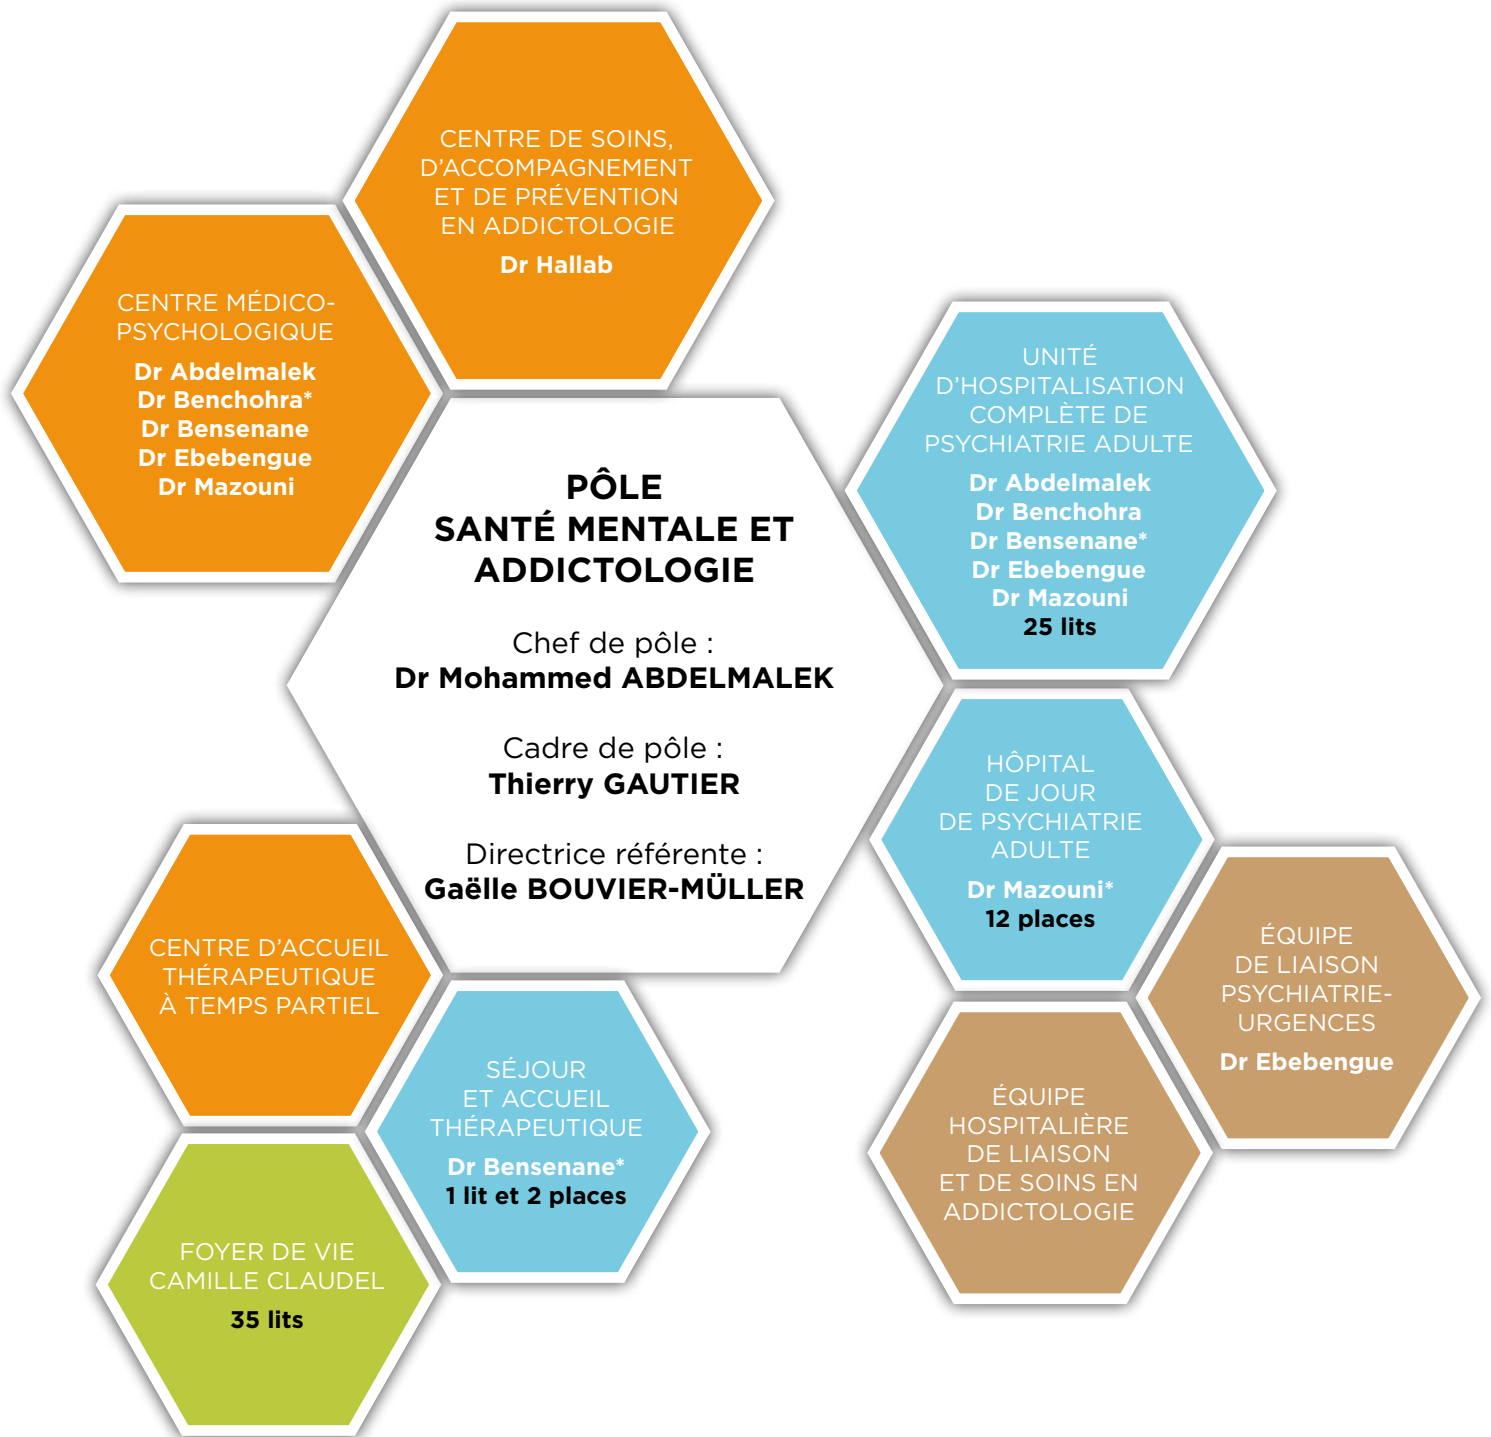 CENTRE DE SOINS,
D'ACCOMPAGNEMENT
ET DE PRÉVENTION
EN ADDICTOLOGIE
Dr Hallab
CENTRE MÉDICO-
PSYCHOLOGIQUE
Dr Abdelmalek
Dr Benchohra*
Dr Bensenane
Dr Ebebengue
Dr Mazouni
UNITÉ
D'HOSPITALISATION
COMPLÈTE DE
PSYCHIATRIE ADULTE
Dr Abdelmalek
Dr Benchohra
Dr Bensenane*
Dr Ebebengue
Dr Mazouni
25 lits
PÔLE
SANTÉ MENTALE ET
ADDICTOLOGIE
Chef de pôle :
Dr Mohammed ABDELMALEK
Cadre de pôle :
Thierry GAUTIER
Directrice référente :
Gaëlle BOUVIER-MÜLLER
HÔPITAL
DE JOUR
DE PSYCHIATRIE
ADULTE
Dr Mazouni*
12 places
ÉQUIPE
DE LIAISON
PSYCHIATRIE-
URGENCES
Dr Ebebengue
CENTRE D'ACCUEIL
THÉRAPEUTIQUE
À TEMPS PARTIEL
SÉJOUR
ET ACCUEIL
THÉRAPEUTIQUE
Dr Bensenane*
1 lit et 2 places
ÉQUIPE
HOSPITALIÈRE
DE LIAISON
ET DE SOINS EN
ADDICTOLOGIE
FOYER DE VIE
CAMILLE CLAUDEL
35 lits